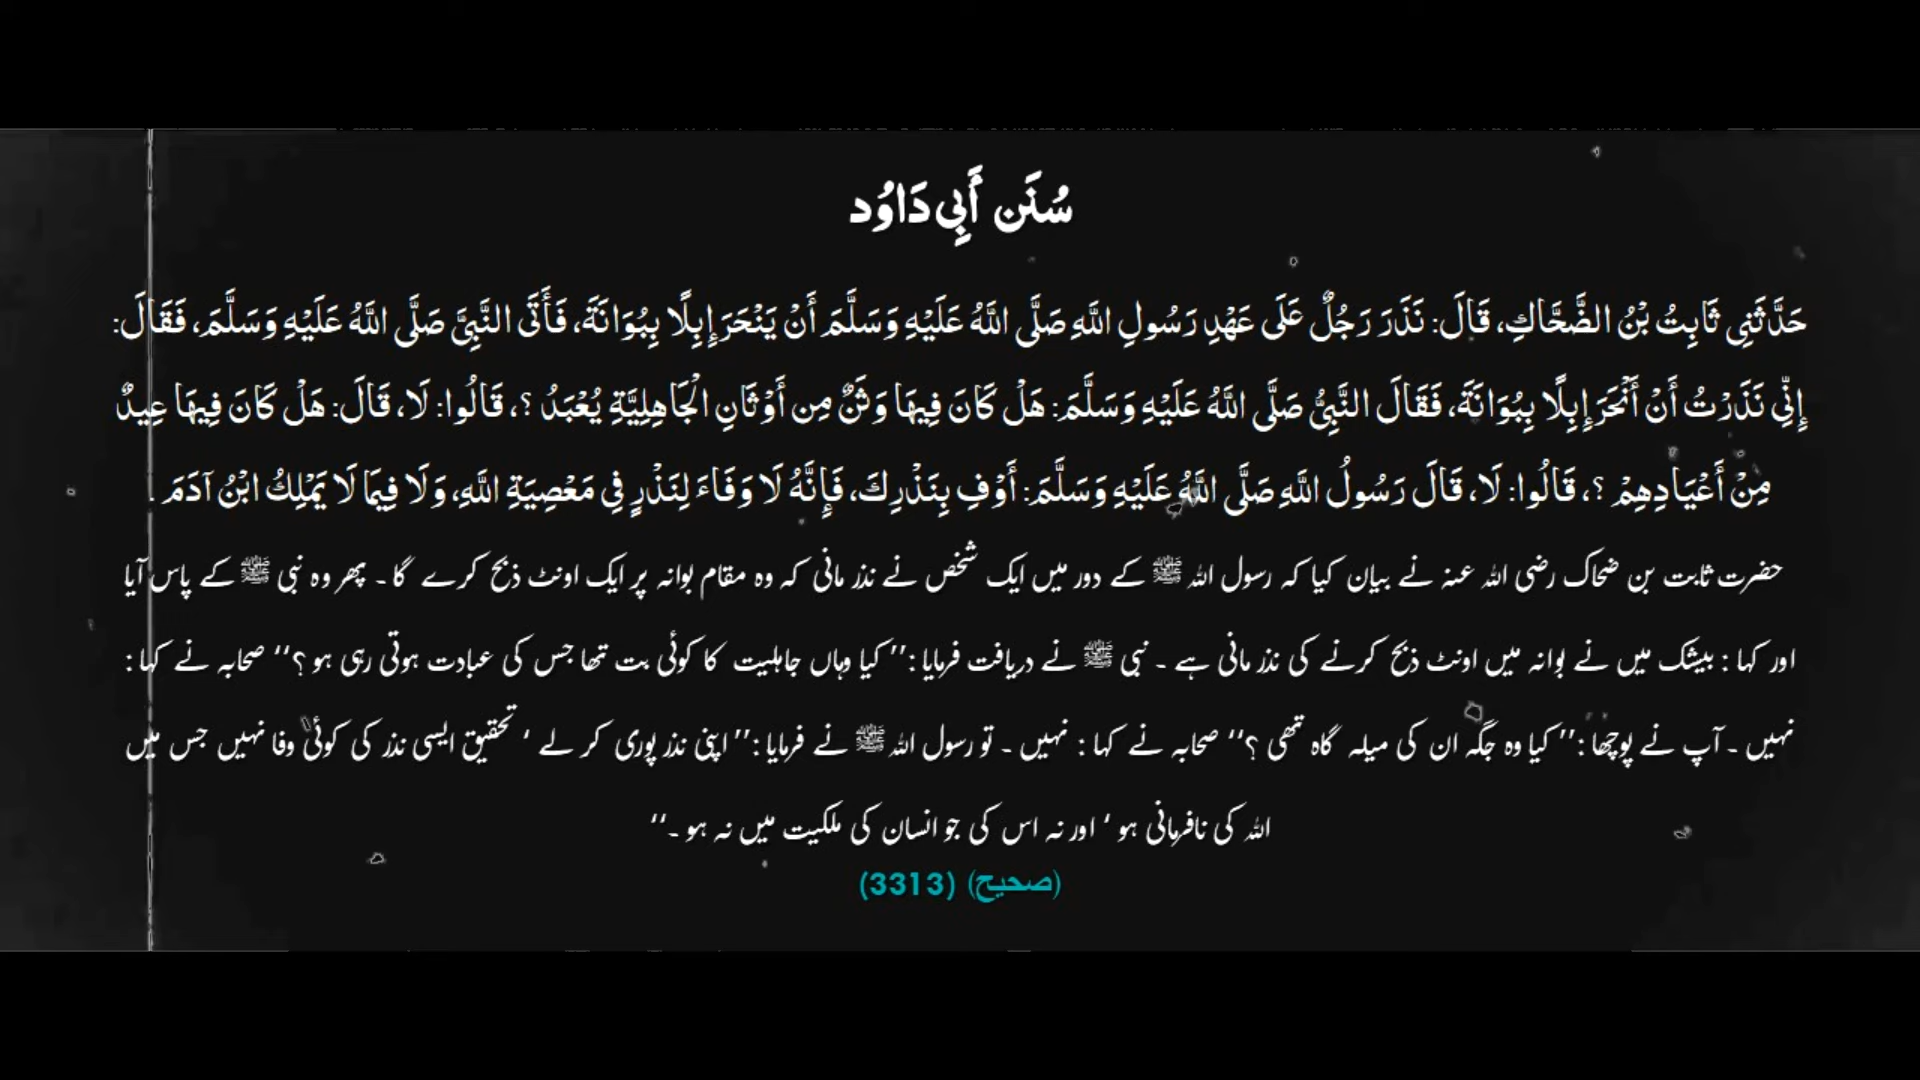 سُنَن أَبِي دَاوُد
حَدَّثَنِي ثَابِتُ بْنُ الضَّحَّاكِ، قَالَ: نَذَرَ رَجُلٌ عَلَى عَهْدِ رَسُولِ اللَّهِ صَلَّى اللَّهُ عَلَيْهِ وَسَلَّمَ أَنْ يَنْحَرَ إِبِلًا بِبُوَانَةَ، فَأَتَى النَّبِيَّ صَلَّى اللَّهُ عَلَيْهِ وَسَلَّمَ، فَقَالَ:
إِنِّي نَذَرْتُ أَنْ أَنْحَرَ إِبِلًا بِبُوَانَةَ، فَقَالَ النَّبِيُّ صَلَّى اللَّهُ عَلَيْهِ وَسَلَّمَ: هَلْ كَانَ فِيهَا وَثَنٌ مِن أَوْثَانِ الْجَاهِلِيَّةِ يُعْبَدُ ؟، قَالُوا: لَا، قَالَ: هَلْ كَانَ فِيهَا عِيدٌ
مِنْ أَعْيَادِهِمْ ؟، قَالُوا: لَا، قَالَ رَسُولُ اللَّهِ صَلَّى اللَّهُ عَلَيْهِ وَسَلَّمَ: أَوْفِ بِنَذْرِكَ، فَإِنَّهُ لَا وَفَاءَ لِنَذْرٍ فِي مَعْصِيَةِ اللَّهِ، وَلَا فِيمَا لَا يَمْلِكُ ابْنُ آدَمَ .
حضرت ثابت بن ضحاک رضی اللہ عنہ نے بیان کیا کہ رسول اللہ ﷺ کے دور میں ایک شخص نے نذر مانی کہ وہ مقام بوانہ پر ایک اونٹ ذبح کرے گا۔ پھر وہ نبی ﷺ کے پاس آیا
اور کہا : بیشک میں نے بوانہ میں اونٹ ذبح کرنے کی نذر مانی ہے ۔ نبی ﷺ نے دریافت فرمایا :’’ کیا وہاں جاہلیت کا کوئی بت تھا جس کی عبادت ہوتی رہی ہو ؟‘‘ صحابہ نے کہا :
نہیں ۔ آپ نے پوچھا :’’ کیا وہ جگہ ان کی میلہ گاہ تھی ؟‘‘ صحابہ نے کہا : نہیں ۔ تو رسول اللہ ﷺ نے فرمایا :’’ اپنی نذر پوری کر لے ‘ تحقیق ایسی نذر کی کوئی وفا نہیں جس میں
اللہ کی نافرمانی ہو ‘ اور نہ اس کی جو انسان کی ملکیت میں نہ ہو ۔‘‘
(صحیح) (3313)